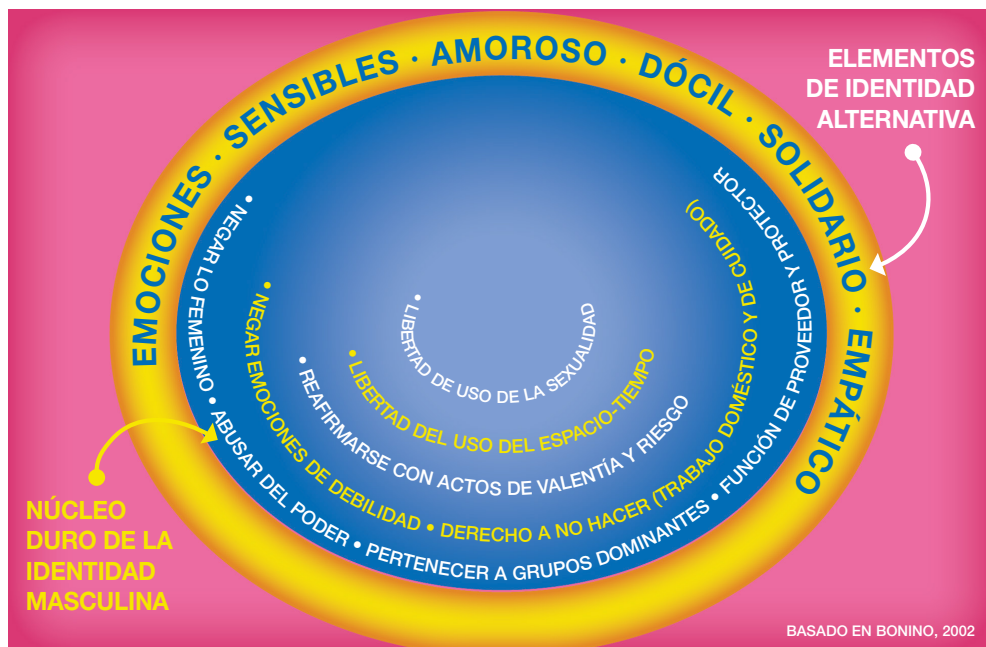 EMOCIONES · SENSIBLES · AMOROSO · DÓCIL · SOLIDARIO · EMPÁTICO
ELEMENTOS
DE IDENTIDAD
ALTERNATIVA
• NEGAR LO FEMENINO • ABUSAR DEL PODER • PERTENECER A GRUPOS DOMINANTES • FUNCIÓN DE PROVEEDOR Y PROTECTOR
• NEGAR EMOCIONES DE DEBILIDAD • DERECHO A NO HACER (TRABAJO DOMÉSTICO Y DE CUIDADO)
• REAFIRMARSE CON ACTOS DE VALENTÍA Y RIESGO
• LIBERTAD DEL USO DEL ESPACIO-TIEMPO
• LIBERTAD DE USO DE LA SEXUALIDAD
NÚCLEO
DURO DE LA
IDENTIDAD
MASCULINA
BASADO EN BONINO, 2002